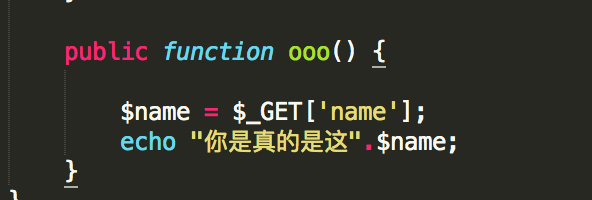 }
public function ooo() {
$name = $_GET['name'];
echo "你是真的是这".$name;
}
}